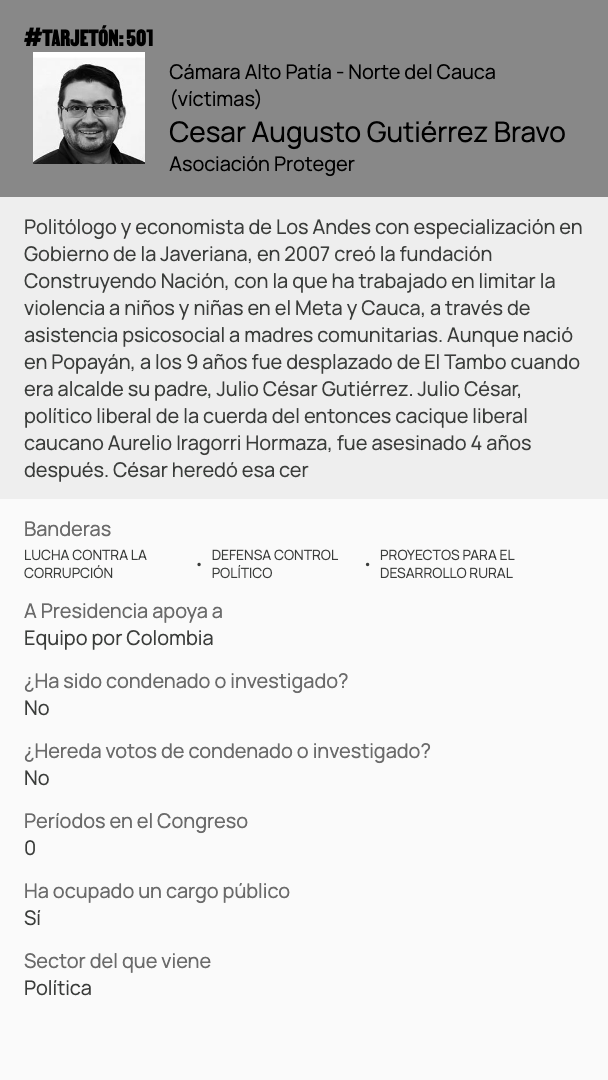 #TARJETÓN: 501
Cámara Alto Patía - Norte del Cauca
(víctimas)
Cesar Augusto Gutiérrez Bravo
Asociación Proteger
Politólogo y economista de Los Andes con especialización en
Gobierno de la Javeriana, en 2007 creó la fundación
Construyendo Nación, con la que ha trabajado en limitar la
violencia a niños y niñas en el Meta y Cauca, a través de
asistencia psicosocial a madres comunitarias. Aunque nació
en Popayán, a los 9 años fue desplazado de El Tambo cuando
era alcalde su padre, Julio César Gutiérrez. Julio César,
político liberal de la cuerda del entonces cacique liberal
caucano Aurelio Iragorri Hormaza, fue asesinado 4 años
después. César heredó esa cer
Banderas
LUCHA CONTRA LA
CORRUPCIÓN
• DEFENSA CONTROL
POLÍTICO
• PROYECTOS PARA EL
DESARROLLO RURAL
A Presidencia apoya a
Equipo por Colombia
¿Ha sido condenado o investigado?
No
¿Hereda votos de condenado o investigado?
No
Períodos en el Congreso
0
Ha ocupado un cargo público
Sí
Sector del que viene
Política